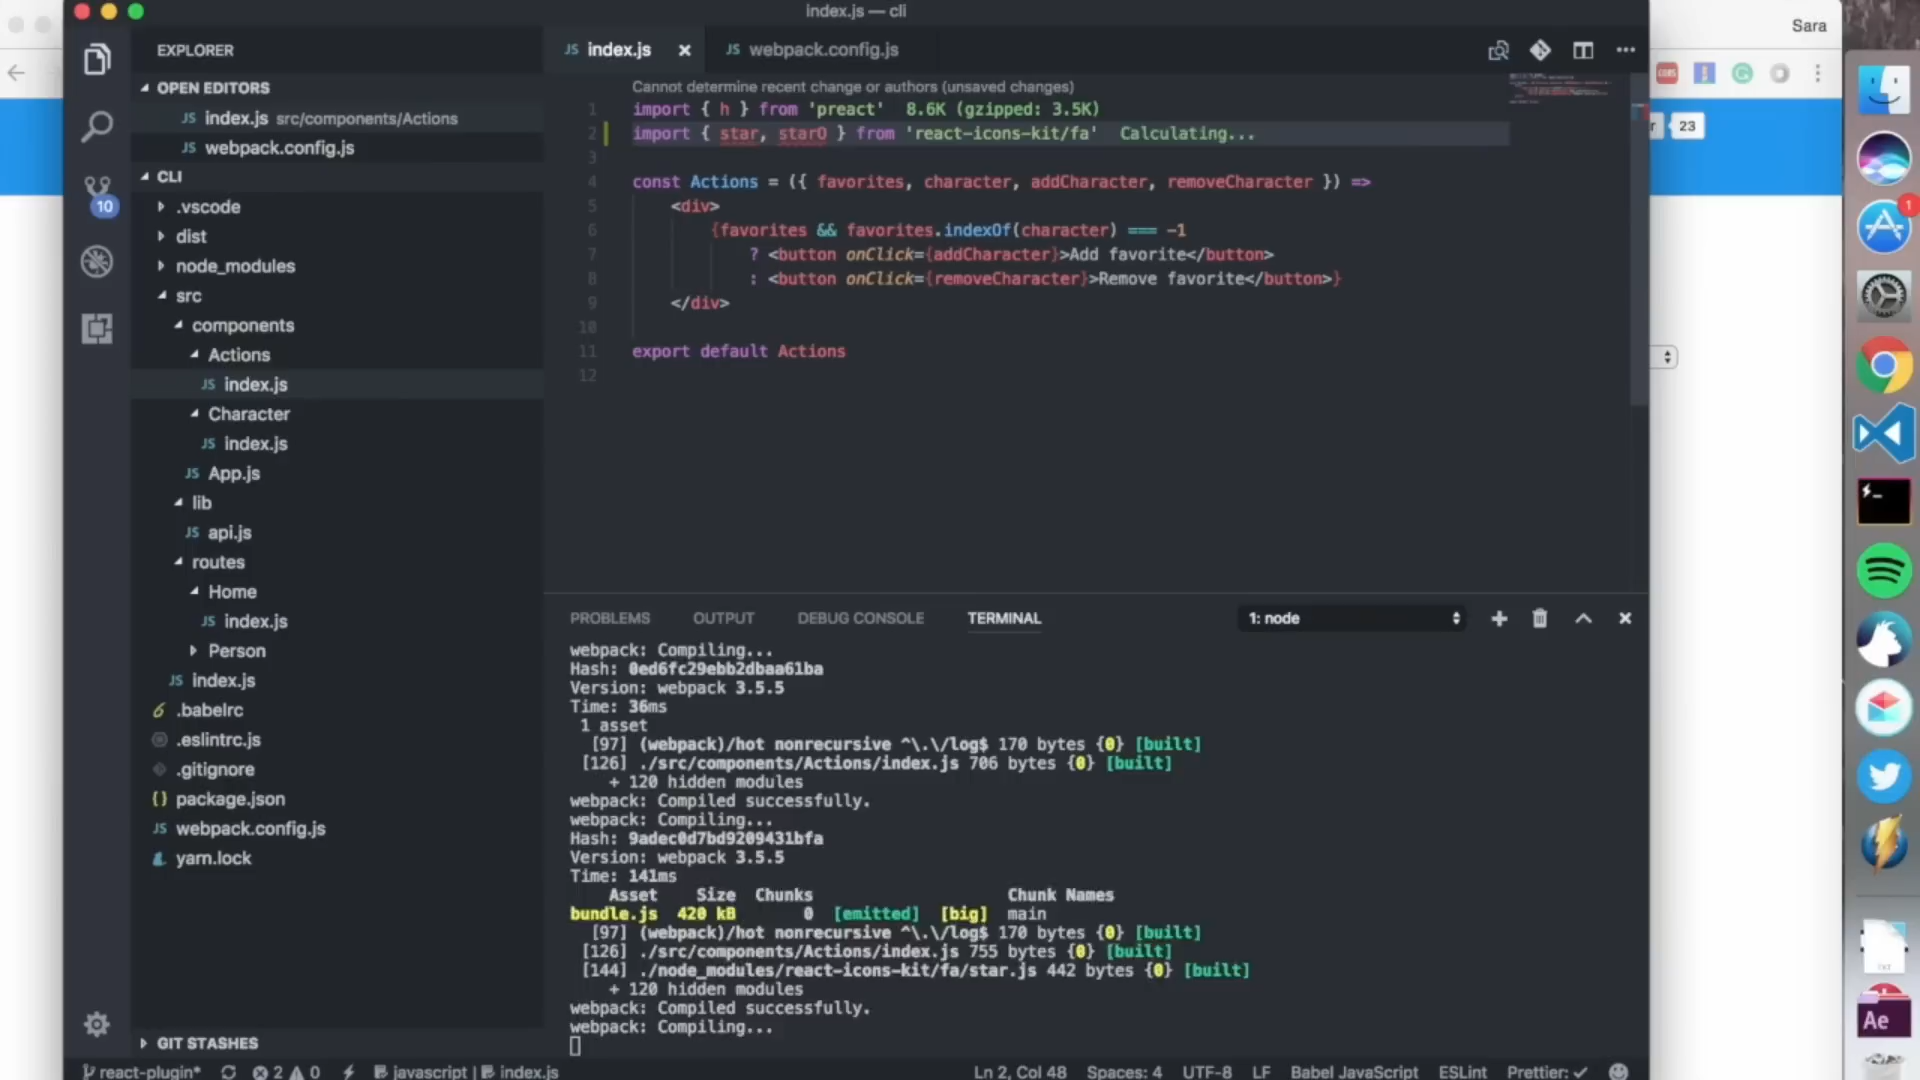 index.js — cli
Sara
EXPLORER
OPEN EDITORS
index.js src/components/Actions
webpack.config.js
CLI
.vscode
dist
node_modules
src
components
Actions
index.js
Character
index.js
App.js
lib
api.js
routes
Home
index.js
Person
index.js
.babelrc
.eslintrc.js
.gitignore
package.json
webpack.config.js
yarn.lock
GIT STASHES
10
JS index.js
JS webpack.config.js
Cannot determine recent change or authors (unsaved changes)
1 import { h } from 'preact' 8.6K (gzipped: 3.5K)
2 import { star, starO } from 'react-icons-kit/fa' Calculating...
3
4 const Actions = ({ favorites, character, addCharacter, removeCharacter }) =>
5 <div>
6 {favorites && favorites.indexOf(character) === -1
7 ? <button onClick={addCharacter}>Add favorite</button>
8 : <button onClick={removeCharacter}>Remove favorite</button>}
9 </div>
10
11 export default Actions
12
PROBLEMS OUTPUT DEBUG CONSOLE TERMINAL 1: node
webpack: Compiling...
Hash: 0ed6fc29ebb2dbaa61ba
Version: webpack 3.5.5
Time: 36ms
1 asset
[97] (webpack)/hot nonrecursive ^\.\/log$ 170 bytes {0} [built]
[126] ./src/components/Actions/index.js 706 bytes {0} [built]
+ 120 hidden modules
webpack: Compiled successfully.
webpack: Compiling...
Hash: 9adec0d7bd9209431bfa
Version: webpack 3.5.5
Time: 141ms
Asset Size Chunks Chunk Names
bundle.js 420 kB 0 [emitted] [big] main
[97] (webpack)/hot nonrecursive ^\.\/log$ 170 bytes {0} [built]
[126] ./src/components/Actions/index.js 755 bytes {0} [built]
[144] ./node_modules/react-icons-kit/fa/star.js 442 bytes {0} [built]
+ 120 hidden modules
webpack: Compiled successfully.
webpack: Compiling...
react-plugin* 2 0 javascript | index.js Ln 2, Col 48 Spaces: 4 UTF-8 LF Babel JavaScript ESLint Prettier: ✓
23
1
Ae